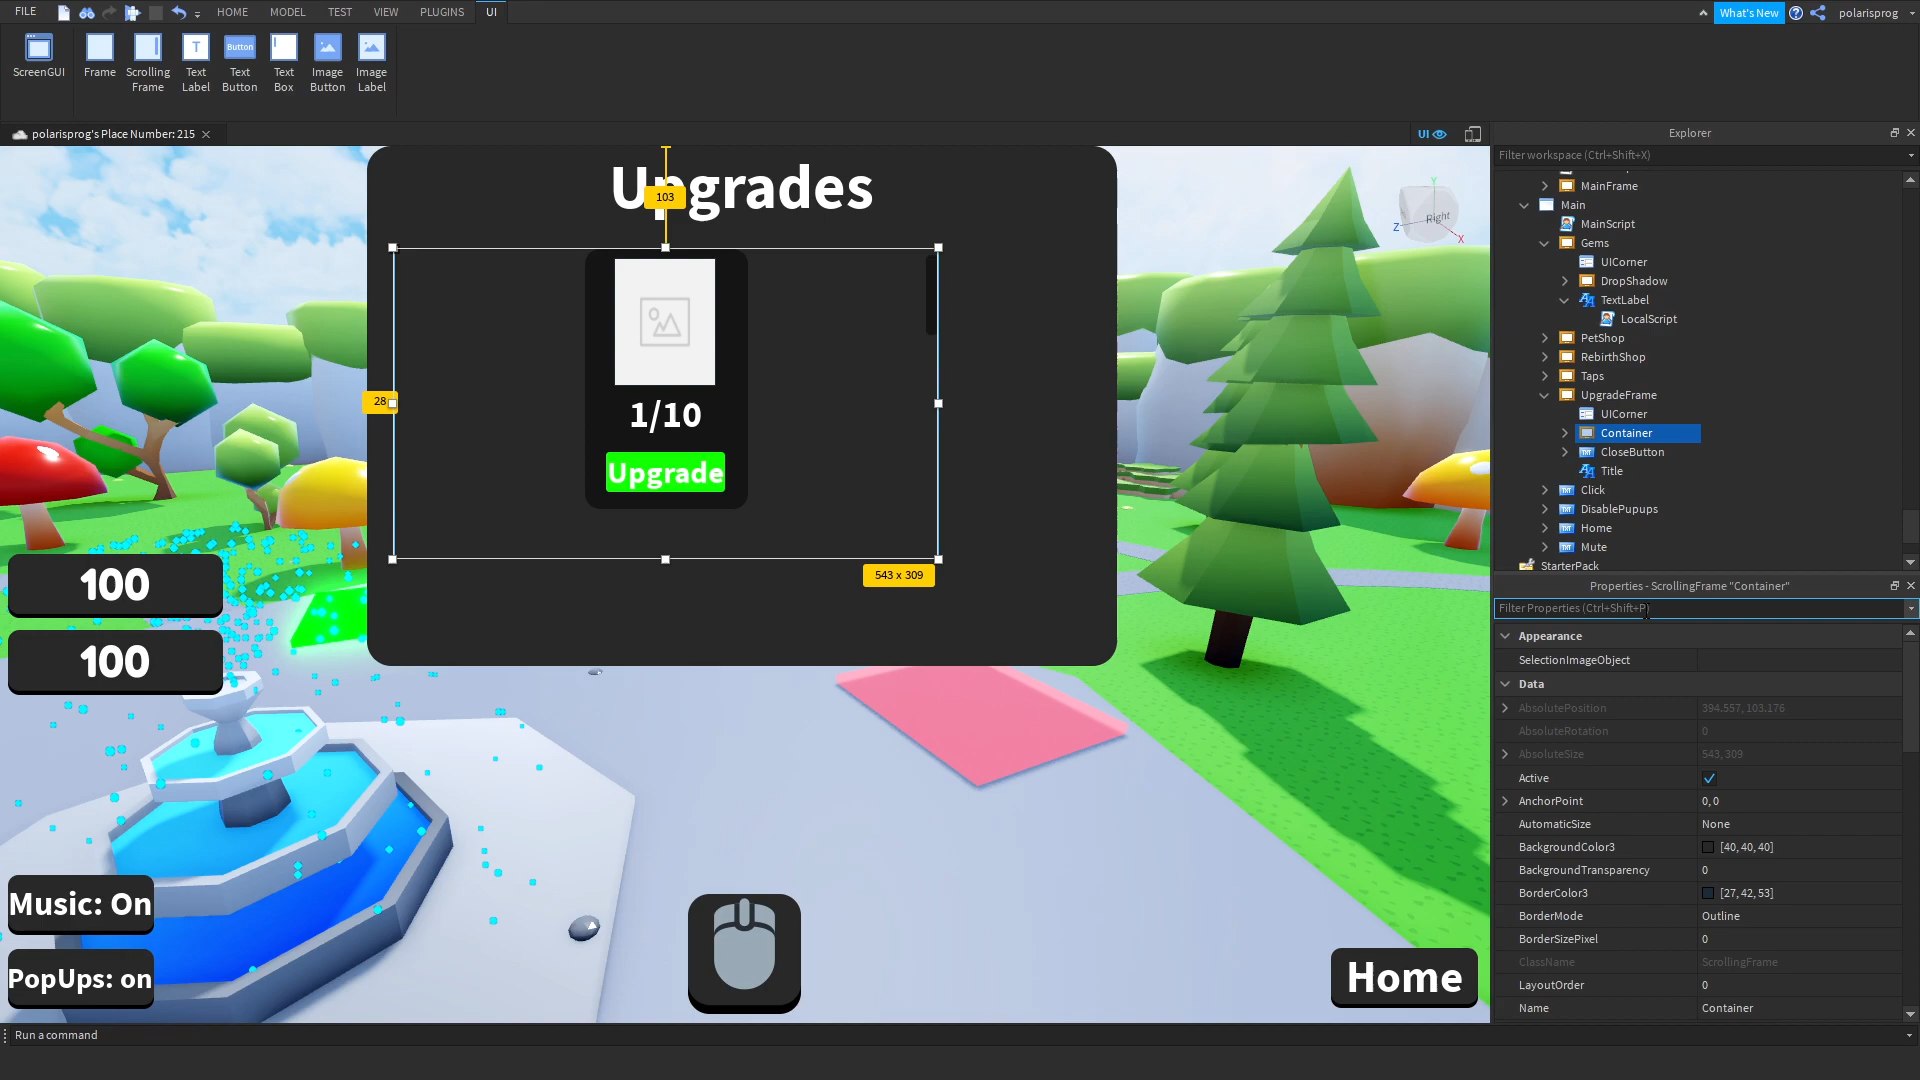 FILE
HOME
MODEL
TEST
VIEW
PLUGINS
UI
What's New
polarisprog
ScreenGUI
Frame
Scrolling
Frame
T
Text
Label
Button
Text
Button
Text
Box
Image
Button
Image
Label
polarisprog's Place Number: 215
UI
Upgrades
103
28
1/10
Upgrade
543 x 309
Y
Z
Right
X
100
100
Music: On
PopUps: on
Home
Explorer
Filter workspace (Ctrl+Shift+X)
MainFrame
Main
MainScript
Gems
UICorner
DropShadow
TextLabel
LocalScript
PetShop
RebirthShop
Taps
UpgradeFrame
UICorner
Container
CloseButton
Title
Click
DisablePupups
Home
Mute
StarterPack
Properties - ScrollingFrame "Container"
Filter Properties (Ctrl+Shift+P)
Appearance
SelectionImageObject
Data
AbsolutePosition 394.557, 103.176
AbsoluteRotation 0
AbsoluteSize 543, 309
Active
AnchorPoint 0, 0
AutomaticSize None
BackgroundColor3 [40, 40, 40]
BackgroundTransparency 0
BorderColor3 [27, 42, 53]
BorderMode Outline
BorderSizePixel 0
ClassName ScrollingFrame
LayoutOrder 0
Name Container
Run a command